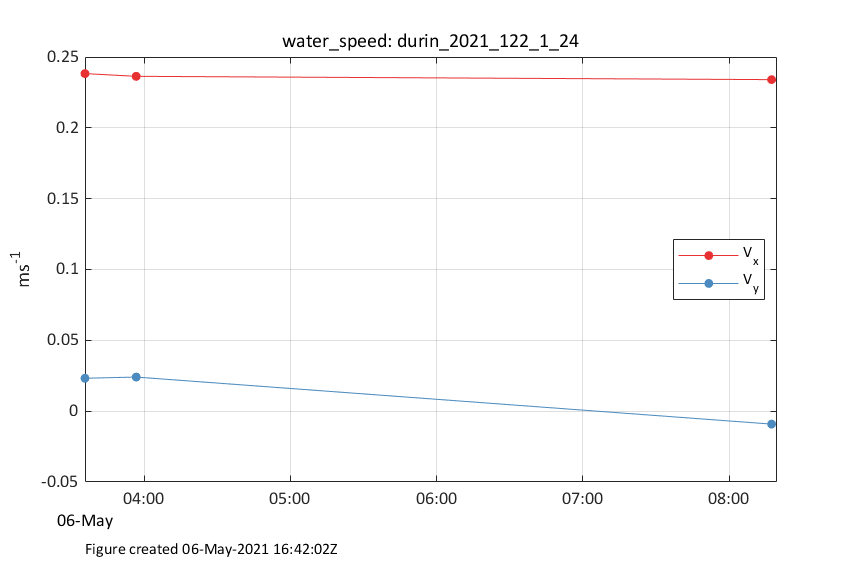 water_speed: durin_2021_122_1_24
0.25
0.2
0.15
0.1
0.05
0
-0.05
ms-1
Vx
Vy
04:00 05:00 06:00 07:00 08:00
06-May
Figure created 06-May-2021 16:42:02Z